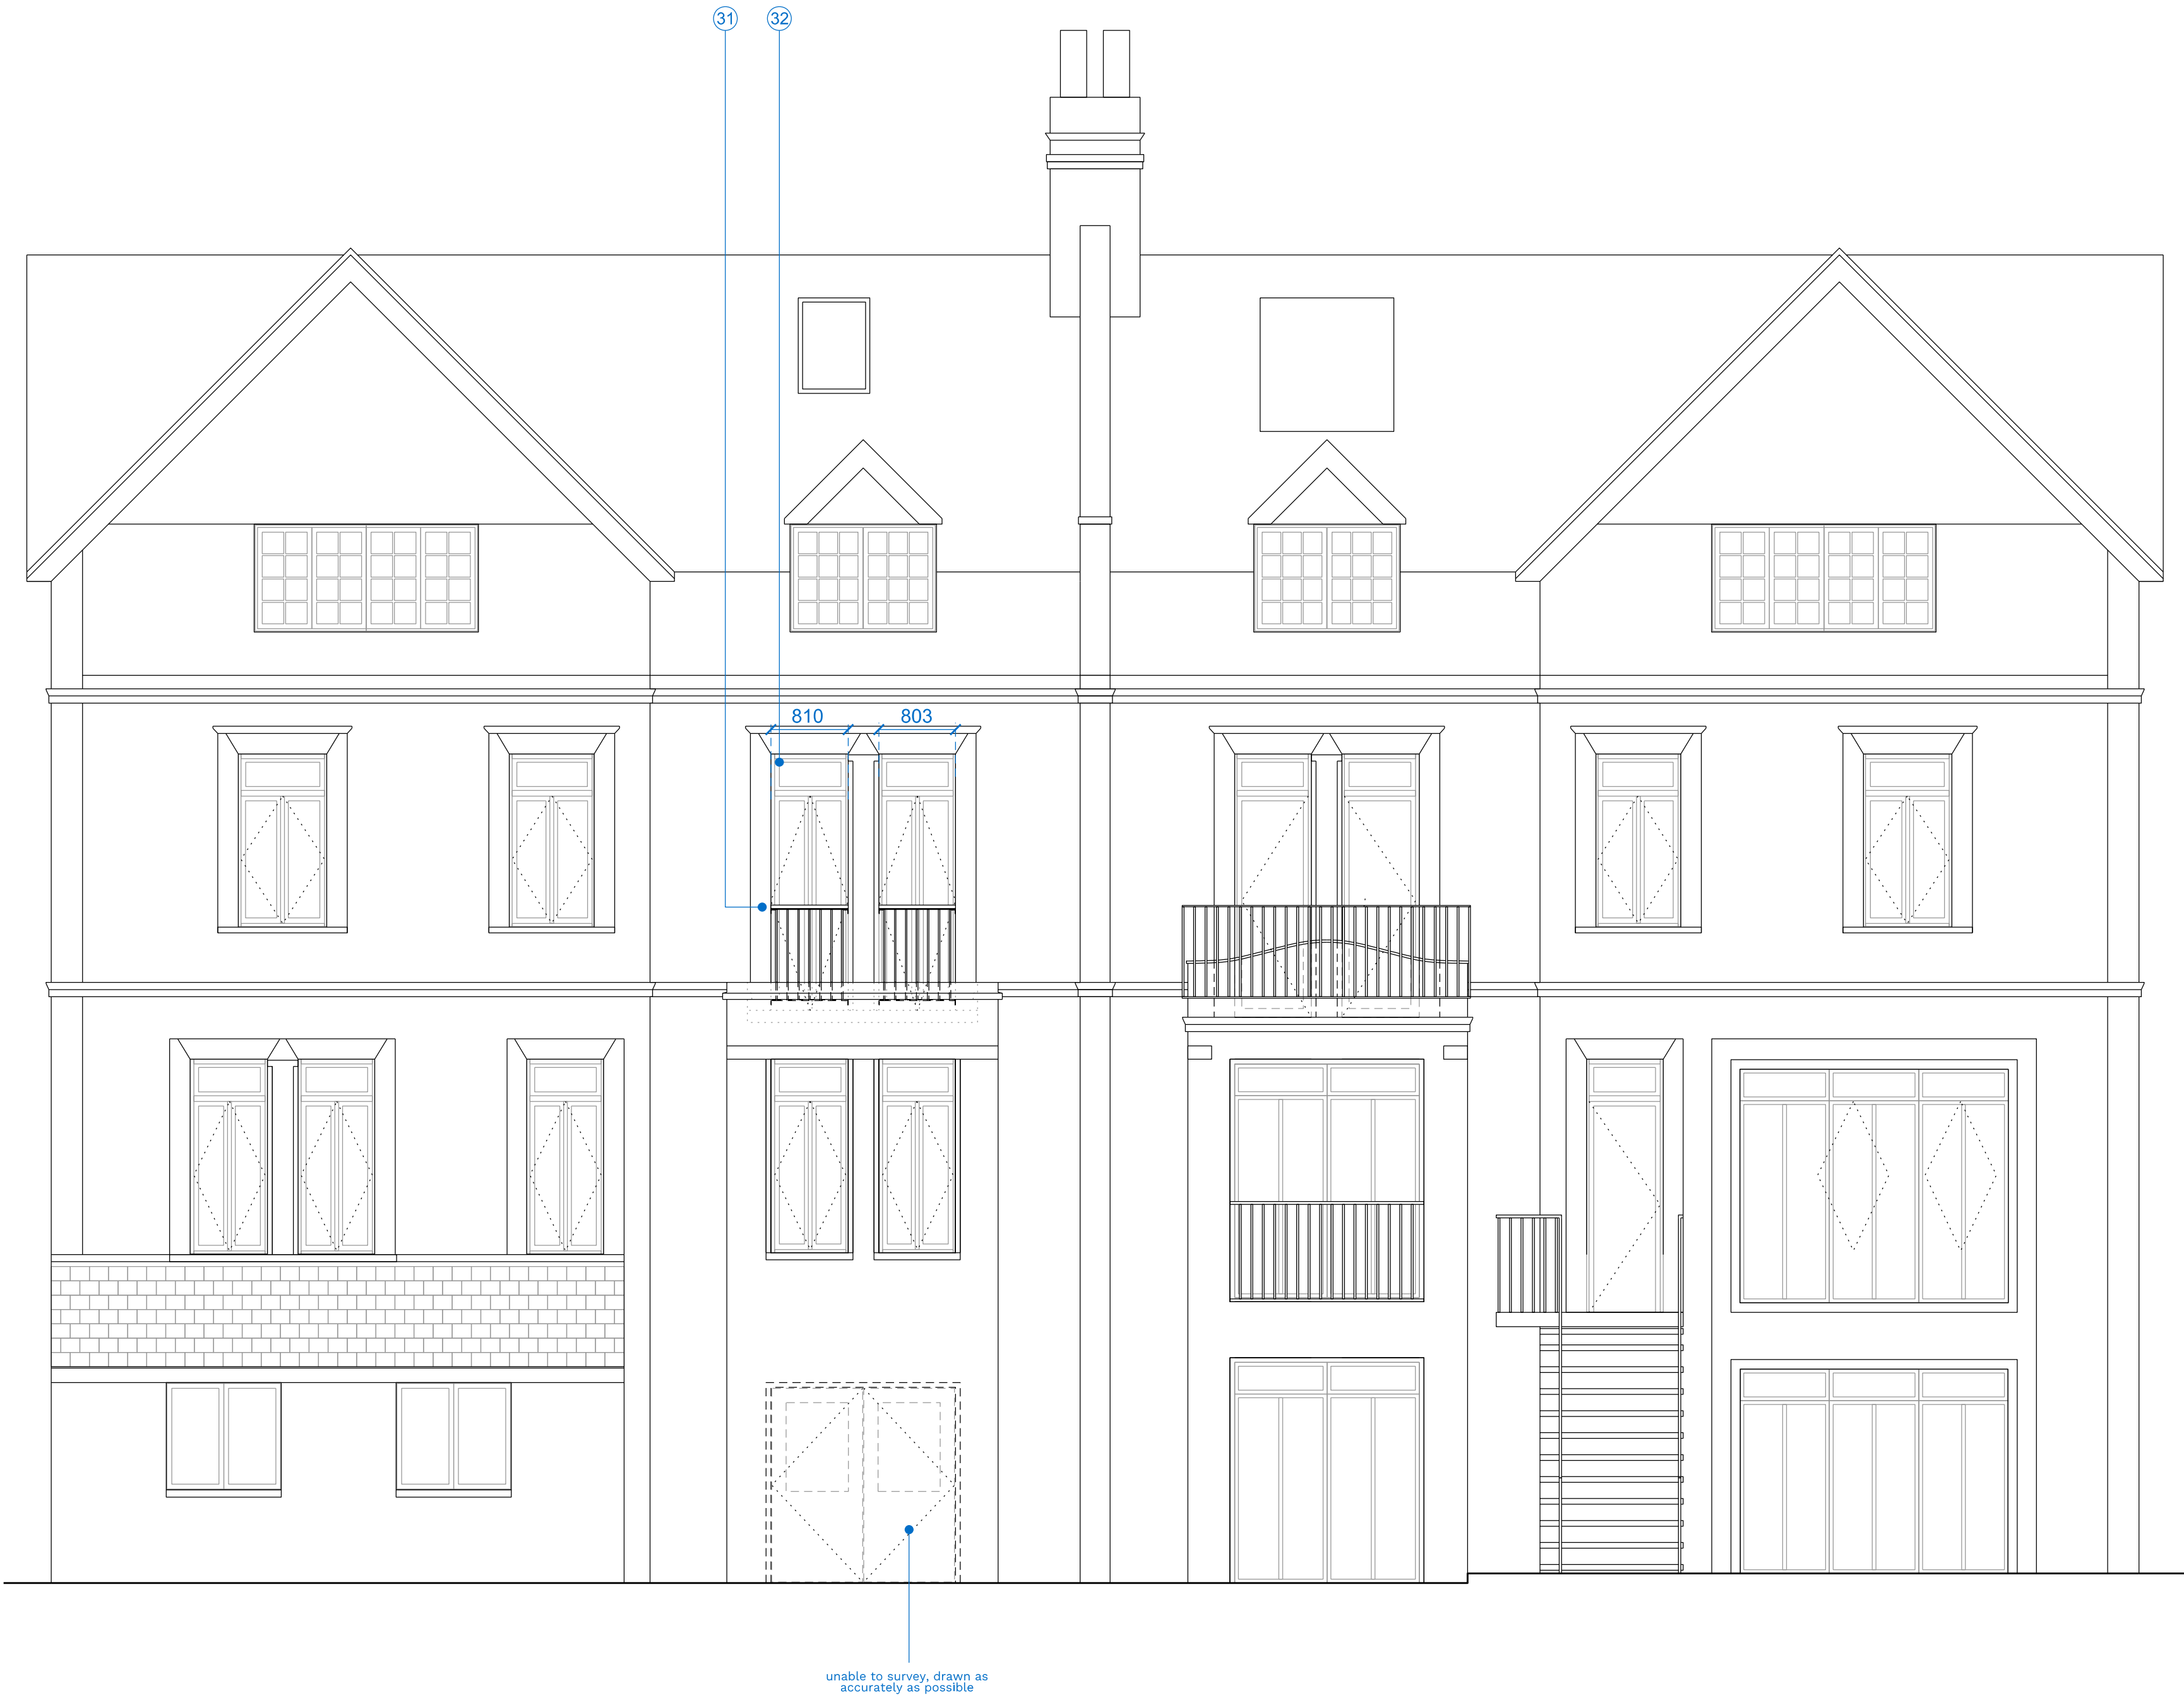 31
32
810
803
unable to survey, drawn as
accurately as possible